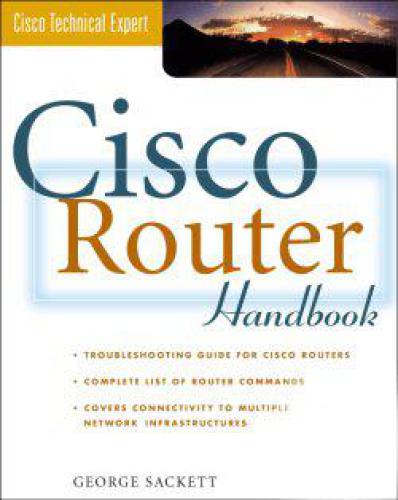 Cisco Technical Expert
Cisco
Router
Handbook
• TROUBLESHOOTING GUIDE FOR CISCO ROUTERS
• COMPLETE LIST OF ROUTER COMMANDS
• COVERS CONNECTIVITY TO MULTIPLE
NETWORK INFRASTRUCTURES
GEORGE SACKETT